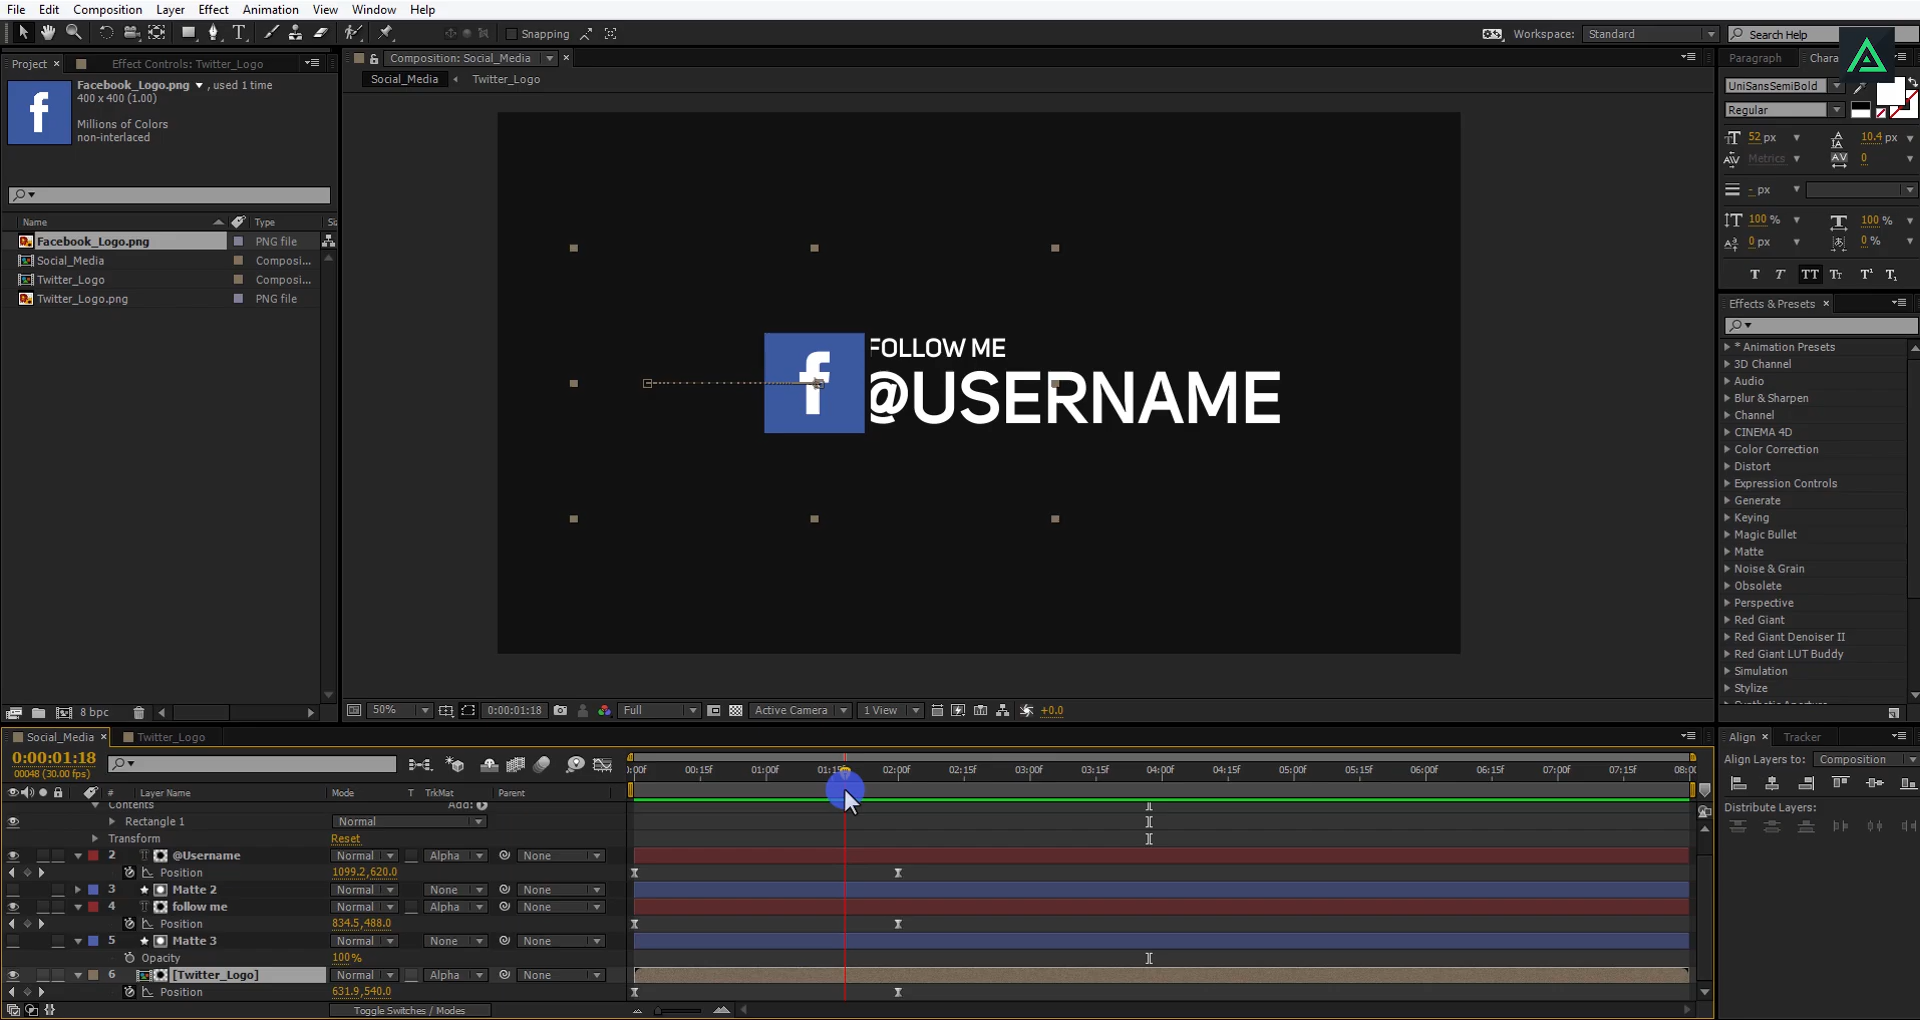 File Edit Composition Layer Effect Animation View Window Help
Snapping
Workspace: Standard
Search Help
Project
Effect Controls: Twitter_Logo
Composition: Social_Media
Social_Media
Twitter_Logo
Facebook_Logo.png , used 1 time
400 x 400 (1.00)
Millions of Colors
non-interlaced
Name Type
Facebook_Logo.png PNG file
Social_Media Composi...
Twitter_Logo Composi...
Twitter_Logo.png PNG file
8 bpc
FOLLOW ME
@USERNAME
50% 0:00:01:18 Full Active Camera 1 View +0.0
Paragraph
UniSansSemiBold
Regular
52 px 10.4 px
Metrics 0
- px
100 % 100 %
0 px 0 %
Effects & Presets
* Animation Presets
3D Channel
Audio
Blur & Sharpen
Channel
CINEMA 4D
Color Correction
Distort
Expression Controls
Generate
Keying
Magic Bullet
Matte
Noise & Grain
Obsolete
Perspective
Red Giant
Red Giant Denoiser II
Red Giant LUT Buddy
Simulation
Stylize
Social_Media
Twitter_Logo
0:00:01:18
00048 (30.00 fps)
00:15f 01:00f 02:00f 02:15f 03:00f 03:15f 04:00f 04:15f 05:00f 05:15f 06:00f 06:15f 07:00f 07:15f
# Layer Name Mode T TrkMat Parent
Contents Add:
Rectangle 1 Normal
Transform Reset
2 @Username Normal Alpha None
Position 1099.2,620.0
3 Matte 2 Normal None None
4 follow me Normal Alpha None
Position 834.5,488.0
5 Matte 3 Normal None None
Opacity 100%
6 [Twitter_Logo] Normal Alpha None
Position 631.9,540.0
Toggle Switches / Modes
Align
Tracker
Align Layers to: Composition
Distribute Layers: